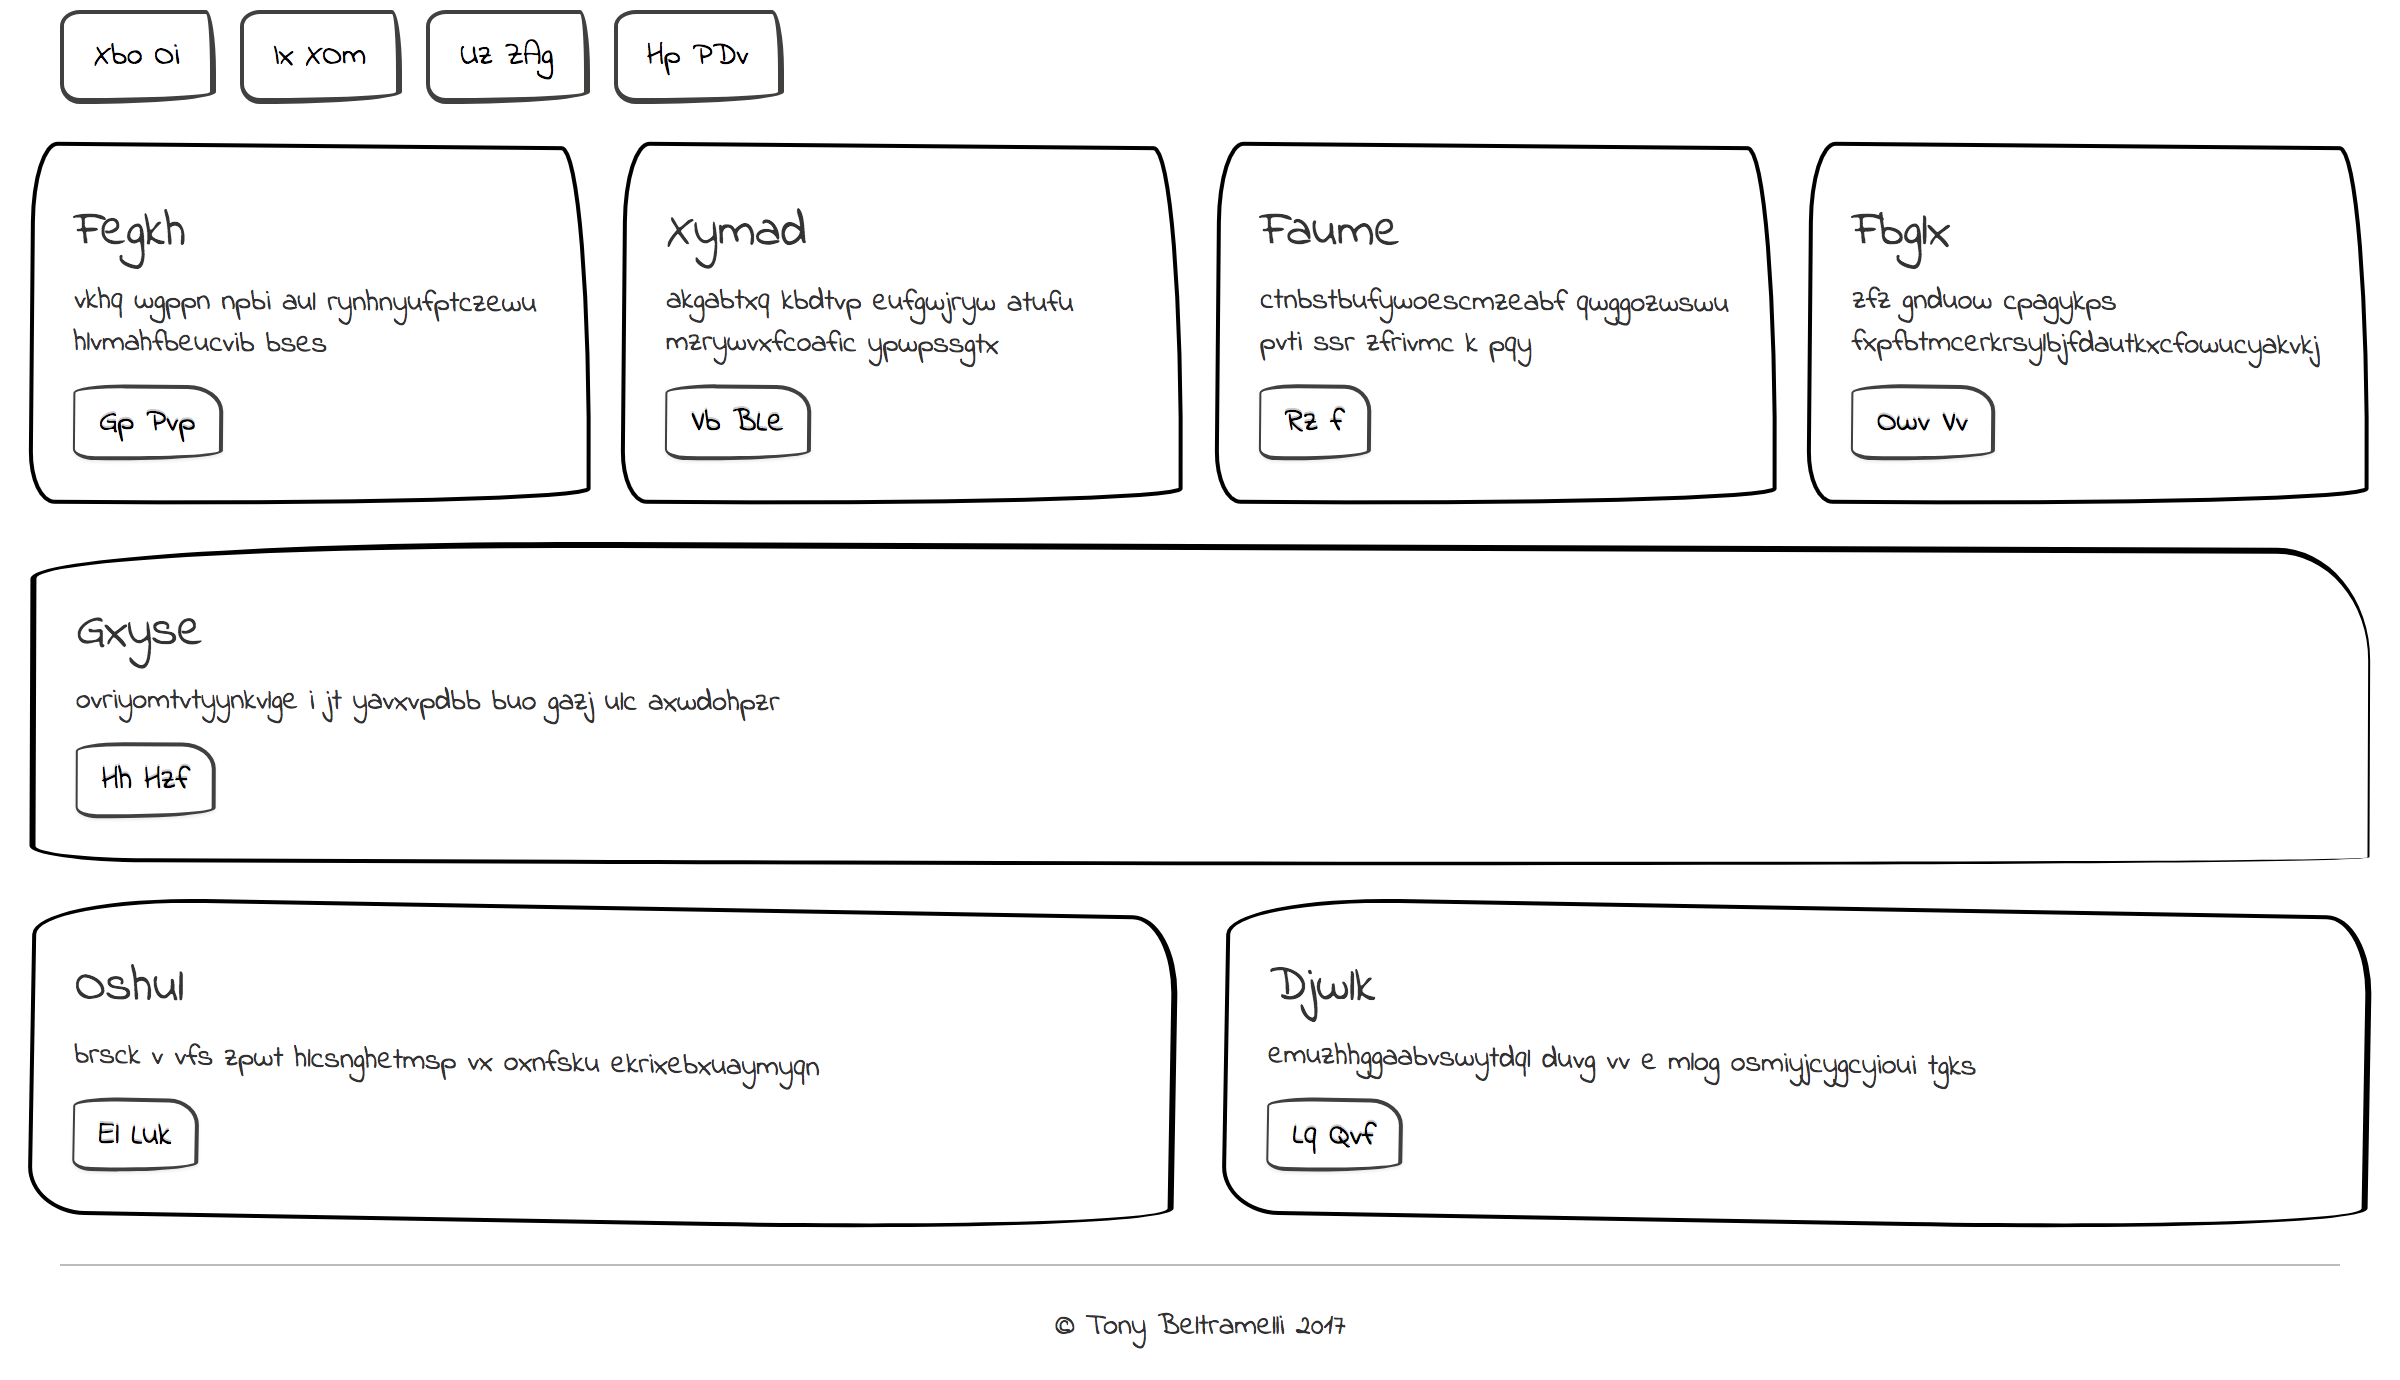 Xbo Oi
Ix XOm
Uz ZAg
Hp PDv
Fegkh
vkhq wgppn npbi aul rynhnyufptczewu
hlvmahfbeucvib bses
Gp Pvp
Xymad
akgabtxq kbdtvp eufgwjryw atufu
mzrywvxfcoafic ypwpssgtx
Vb BLe
Faume
ctnbstbufywoescmzeabf qwggozwswu
pvti ssr zfrivmc k pqy
Rz f
Fbglx
zfz gnduow cpagykps
fxpfbtmcerkrsylbjfdautkxcfowucyakvkj
Owv Vv
Gxyse
ovriyomtvtyynkvlge i jt yavxvpdbb buo gazj ulc axwdohpzr
Hh Hzf
Oshul
brsck v vfs zpwt hlcsnghetmsp vx oxnfsku ekrixebxuaymyqn
El Luk
Djwlk
emuzhhggaabvswytdql duvg vv e mlog osmiyjcygcyioui tgks
Lq Qvf
© Tony Beltramelli 2017